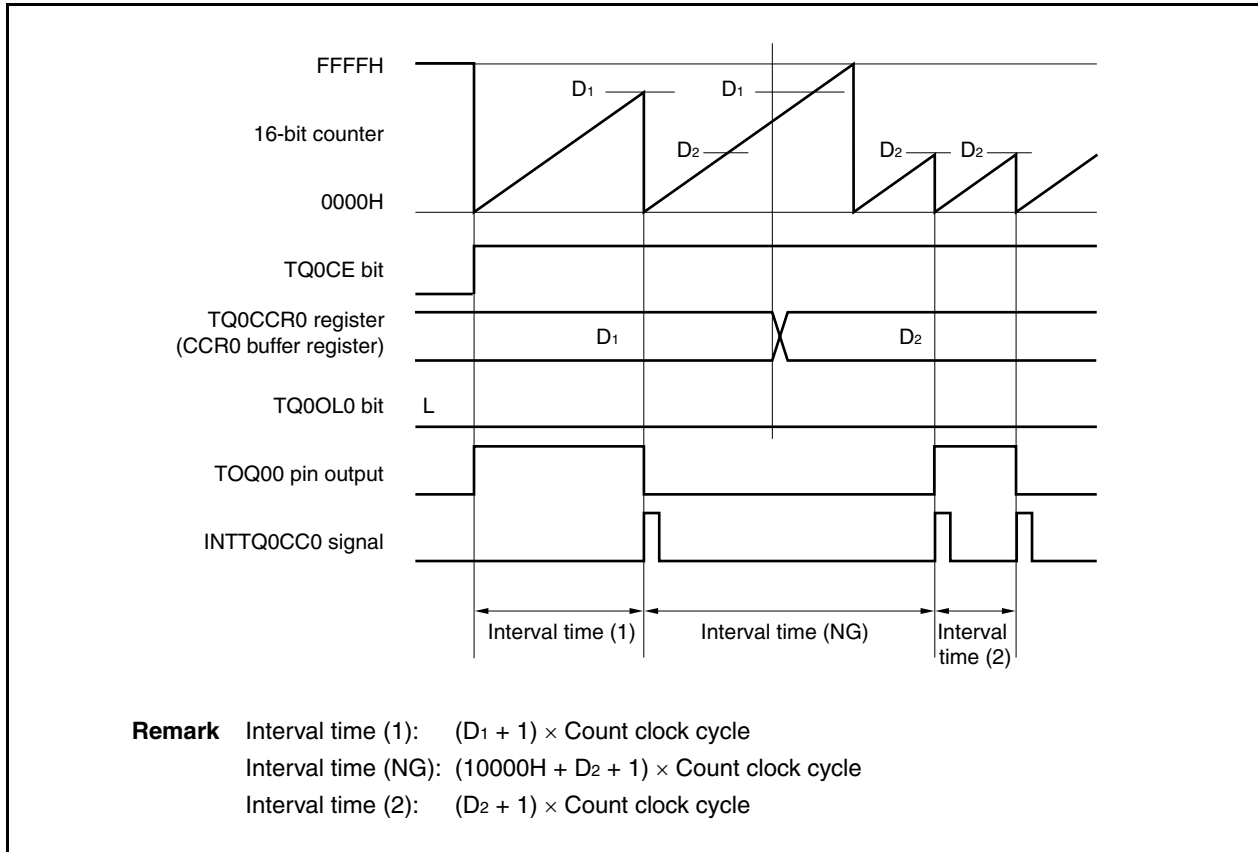 FFFFH
D1
D1
16-bit counter
D2
D2
D2
0000H
TQ0CE bit
TQ0CCR0 register
(CCR0 buffer register)
D1
D2
TQ0OL0 bit
L
TOQ00 pin output
INTTQ0CC0 signal
Interval time (1)
Interval time (NG)
Interval
time (2)
Remark Interval time (1): (D1 + 1) × Count clock cycle
Interval time (NG): (10000H + D2 + 1) × Count clock cycle
Interval time (2): (D2 + 1) × Count clock cycle